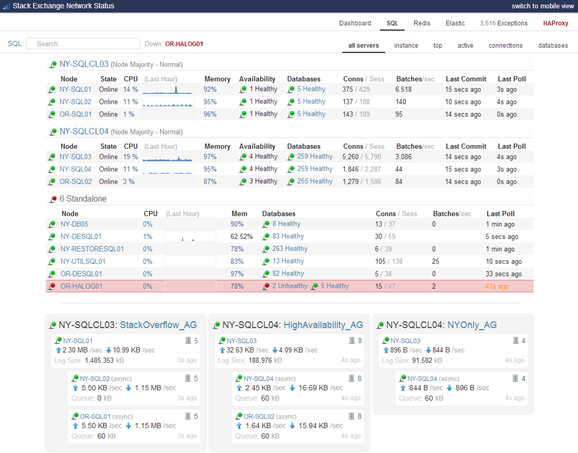 Stack Exchange Network Status switch to mobile view
Dashboard SQL Redis Elastic 3,616 Exceptions HAProxy
SQL: Search... Down: OR-HALOG01 all servers instance top active connections databases
NY-SQLCL03 (Node Majority - Normal)
Node State CPU (Last Hour) Memory Availability Databases Conns / Sess Batches/sec Last Commit Last Poll
NY-SQL01 Online 14 % 92% 1 Healthy 5 Healthy 375 / 429 6,518 15 secs ago 3s ago
NY-SQL02 Online 11 % 95% 1 Healthy 5 Healthy 137 / 188 140 10 secs ago 4s ago
OR-SQL01 Online 1 % 96% 1 Healthy 5 Healthy 143 / 189 95 14 secs ago 0s ago
NY-SQLCL04 (Node Majority - Normal)
Node State CPU (Last Hour) Memory Availability Databases Conns / Sess Batches/sec Last Commit Last Poll
NY-SQL03 Online 19 % 97% 4 Healthy 259 Healthy 5,260 / 5,790 3,086 14 secs ago 4s ago
NY-SQL04 Online 11 % 95% 4 Healthy 259 Healthy 1,846 / 2,287 44 15 secs ago 3s ago
OR-SQL02 Online 3 % 87% 3 Healthy 255 Healthy 1,279 / 1,586 84 14 secs ago 0s ago
6 Standalone
Node CPU (Last Hour) Mem Databases Conns / Sess Batches/sec Last Poll
NY-DB05 0% 90% 8 Healthy 13 / 37 0 1 min ago
NY-DESQL01 1% 62.52% 83 Healthy 30 / 59 5 secs ago
NY-RESTORESQL01 0% 78% 263 Healthy 6 / 39 0 1 min ago
NY-UTILSQL01 0% 83% 13 Healthy 105 / 138 25 10 secs ago
OR-DESQL01 0% 97% 82 Healthy 5 / 34 0 33 secs ago
OR-HALOG01 0% 78% 2 Unhealthy 5 Healthy 15 / 47 2 41s ago
NY-SQLCL03: StackOverflow_AG
NY-SQL01 5
2.30 MB/sec 10.99 KB/sec
Log Size: 1,485,353 kB 3s ago
NY-SQL02 (async) 5
5.50 KB /sec 1.15 MB /sec
Queue: 0 kB 4s ago
OR-SQL01 (async) 5
5.50 KB /sec 1.15 MB /sec
Queue: 60 kB 3s ago
NY-SQLCL04: HighAvailability_AG
NY-SQL03 8
32.63 KB/sec 4.09 KB/sec
Log Size: 188,976 kB 4s ago
NY-SQL04 (async) 8
2.45 KB /sec 16.69 KB /sec
Queue: 60 kB 4s ago
OR-SQL02 (async) 8
1.64 KB /sec 15.94 KB /sec
Queue: 60 kB 4s ago
NY-SQLCL04: NYOnly_AG
NY-SQL03 4
896 B /sec 844 B /sec
Log Size: 91,582 kB 4s ago
NY-SQL04 (async) 4
844 B /sec 896 B /sec
Queue: 60 kB 4s ago